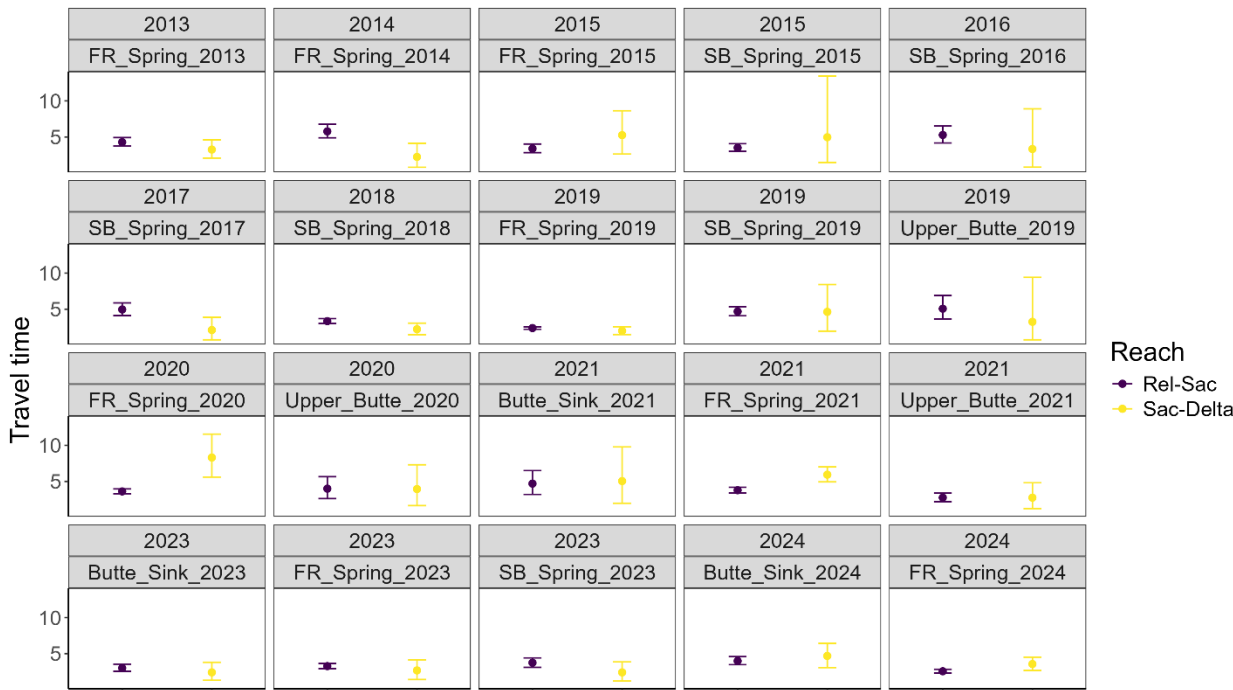 2013 2014 2015 2015 2016
FR_Spring_2013 FR_Spring_2014 FR_Spring_2015 SB_Spring_2015 SB_Spring_2016
10
5
2017 2018 2019 2019 2019
SB_Spring_2017 SB_Spring_2018 FR_Spring_2019 SB_Spring_2019 Upper_Butte_2019
10
5
2020 2020 2021 2021 2021
FR_Spring_2020 Upper_Butte_2020 Butte_Sink_2021 FR_Spring_2021 Upper_Butte_2021
10
5
2023 2023 2023 2024 2024
Butte_Sink_2023 FR_Spring_2023 SB_Spring_2023 Butte_Sink_2024 FR_Spring_2024
10
5
Travel time
Reach
Rel-Sac
Sac-Delta